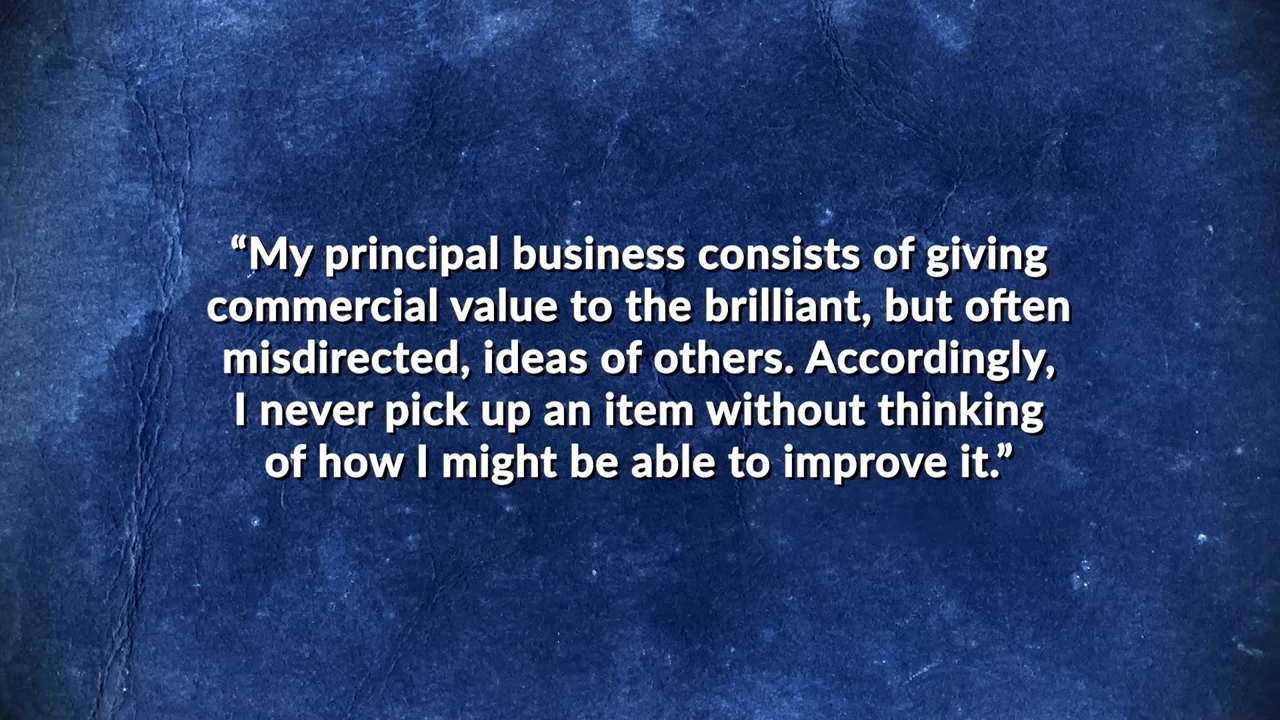 “My principal business consists of giving
commercial value to the brilliant, but often
misdirected, ideas of others. Accordingly,
I never pick up an item without thinking
of how I might be able to improve it.”